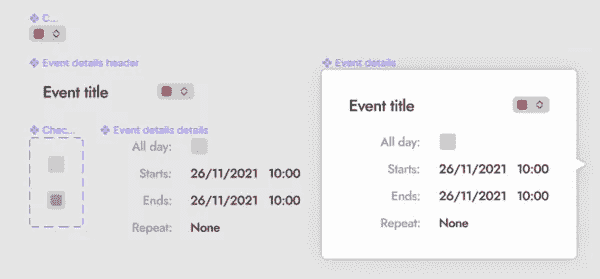 C...
Event details header
Event title
Chec...
Event details details
All day:
Starts: 26/11/2021 10:00
Ends: 26/11/2021 10:00
Repeat: None
Event details
Event title
All day:
Starts: 26/11/2021 10:00
Ends: 26/11/2021 10:00
Repeat: None